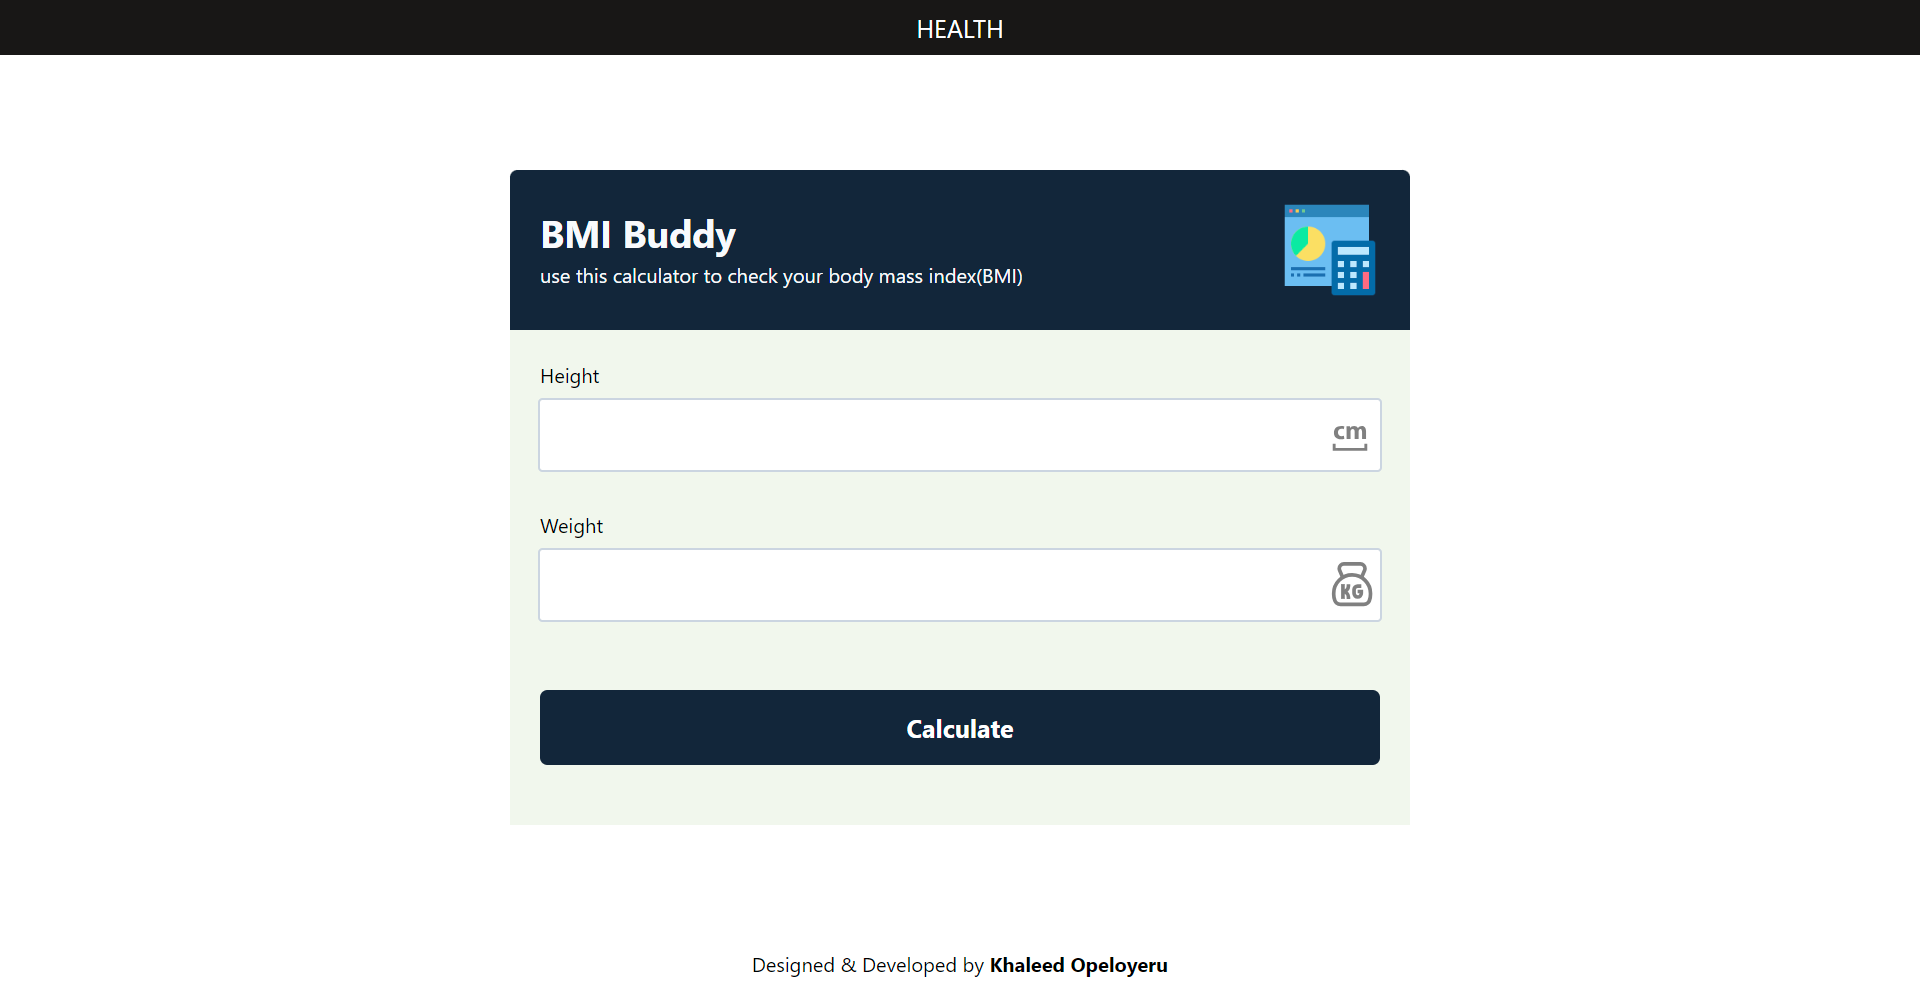 HEALTH
BMI Buddy
use this calculator to check your body mass index(BMI)
Height
cm
Weight
KG
Calculate
Designed & Developed by Khaleed Opeloyeru